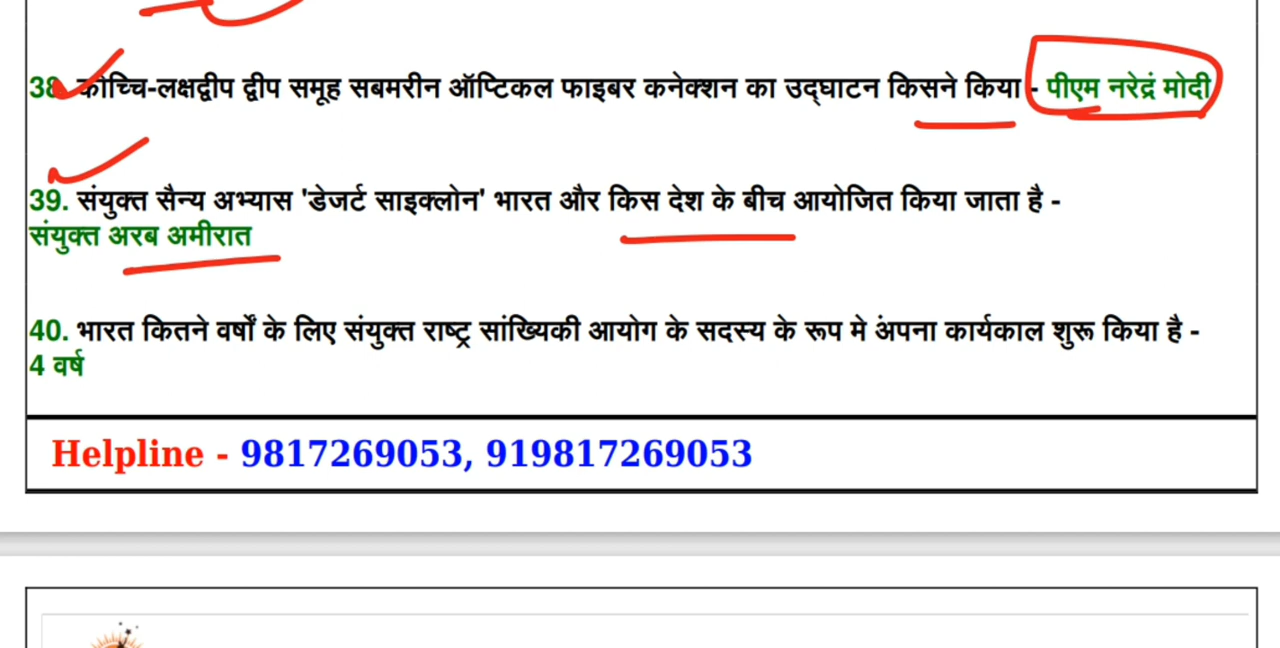 38. कोच्चि-लक्षद्वीप द्वीप समूह सबमरीन ऑप्टिकल फाइबर कनेक्शन का उद्घाटन किसने किया - पीएम नरेद्रं मोदी
39. संयुक्त सैन्य अभ्यास 'डेजर्ट साइक्लोन' भारत और किस देश के बीच आयोजित किया जाता है -
संयुक्त अरब अमीरात
40. भारत कितने वर्षों के लिए संयुक्त राष्ट्र सांख्यिकी आयोग के सदस्य के रूप मे अंपना कार्यकाल शुरू किया है -
4 वर्ष
Helpline - 9817269053, 919817269053